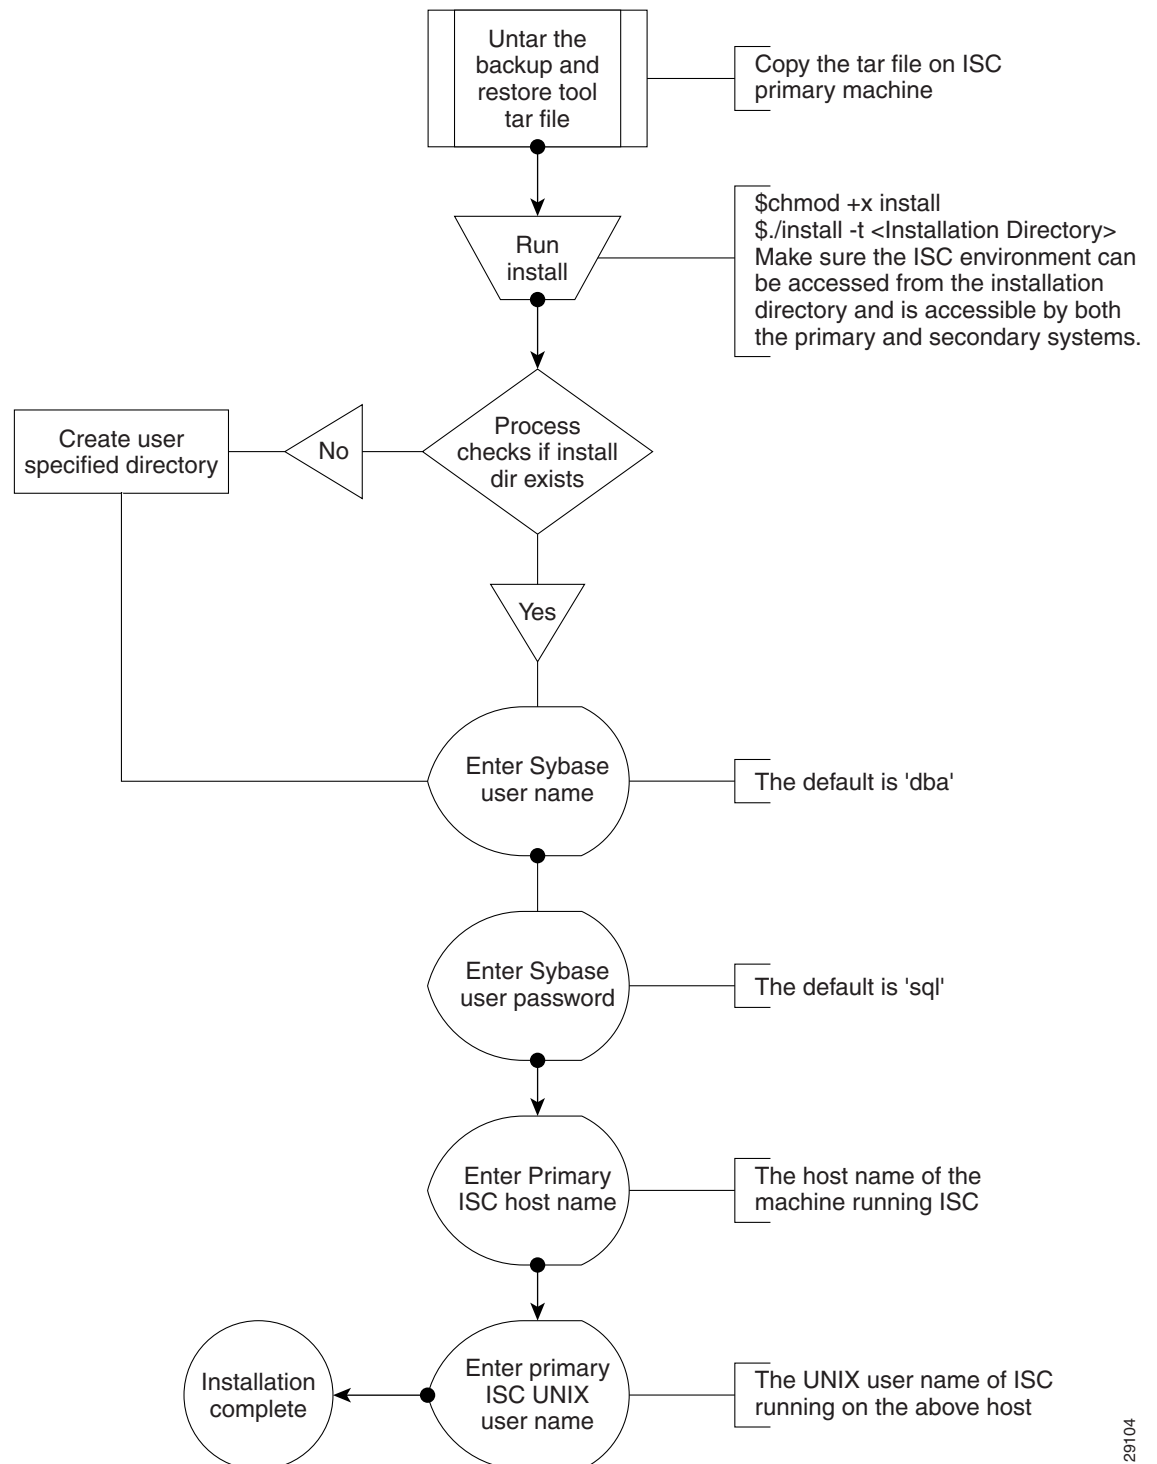 Untar the
backup and
restore tool
tar file
Copy the tar file on ISC
primary machine
Run
install
$chmod +x install
$./install -t <Installation Directory>
Make sure the ISC environment can
be accessed from the installation
directory and is accessible by both
the primary and secondary systems.
Process
checks if install
dir exists
No
Create user
specified directory
Yes
Enter Sybase
user name
The default is 'dba'
Enter Sybase
user password
The default is 'sql'
Enter Primary
ISC host name
The host name of the
machine running ISC
Enter primary
ISC UNIX
user name
The UNIX user name of ISC
running on the above host
Installation
complete
29104